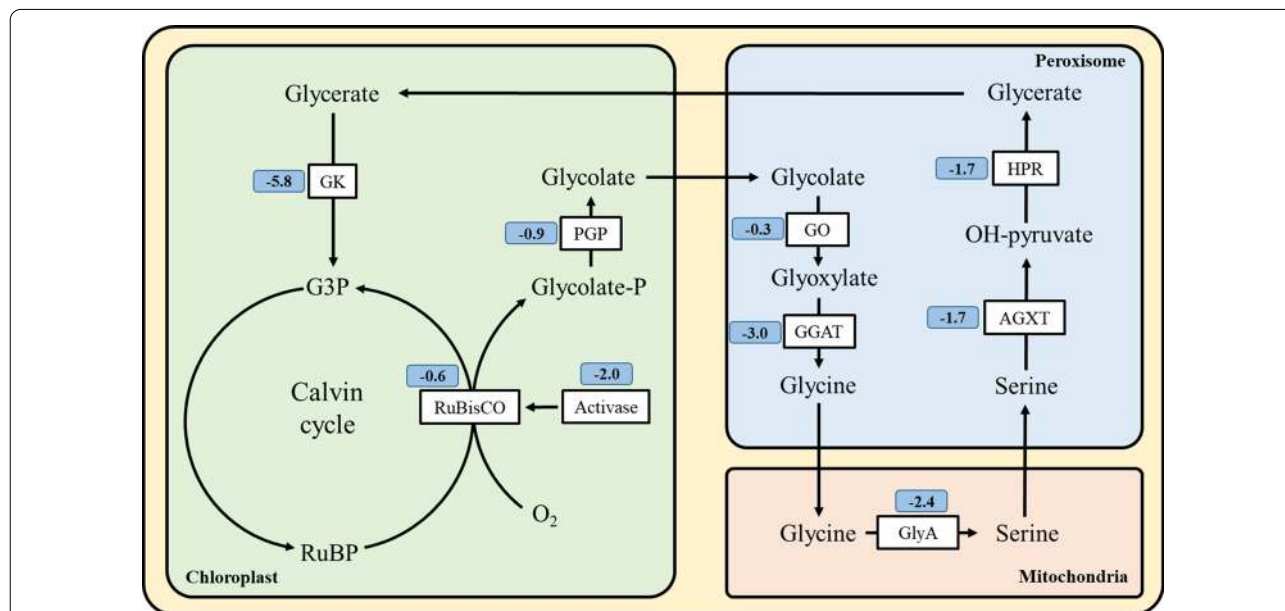 Peroxisome
Glycerate
Glycerate
-5.8
GK
-1.7
HPR
Glycolate
Glycolate
-0.9
PGP
-0.3
GO
OH-pyruvate
Glyoxylate
G3P
Glycolate-P
-3.0
GGAT
-1.7
AGXT
-0.6
-2.0
Glycine
Serine
Calvin
cycle
RuBisCO
Activase
O2
-2.4
Glycine
GlyA
Serine
RuBP
Chloroplast
Mitochondria